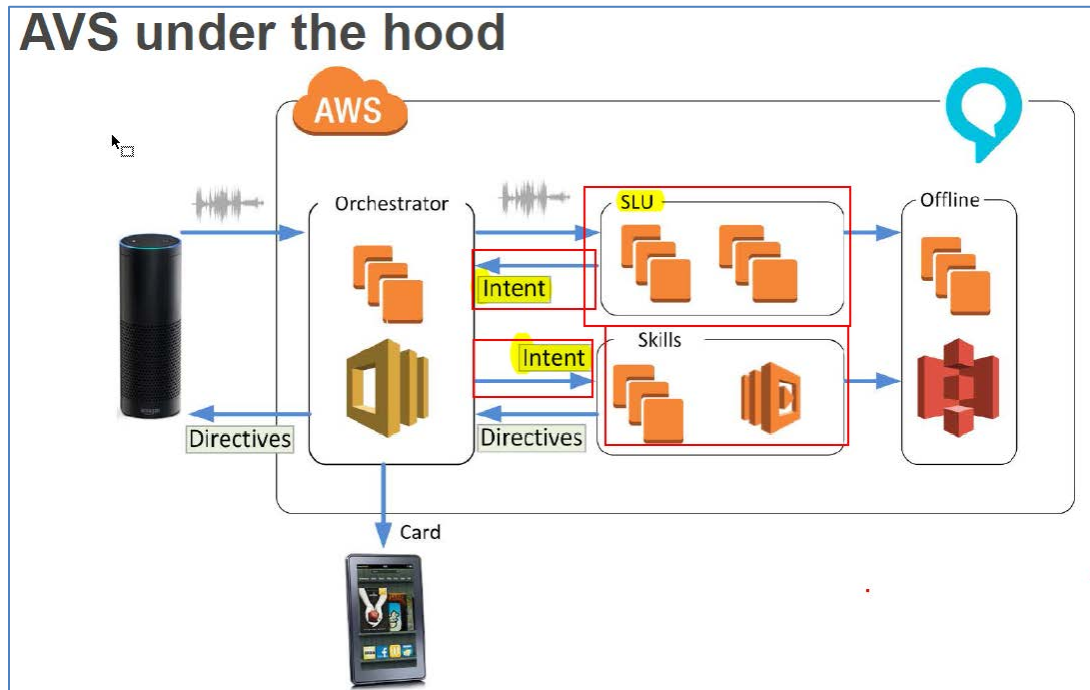 AVS under the hood
AWS
Orchestrator
SLU
Offline
Intent
Skills
Intent
Directives
Directives
Card